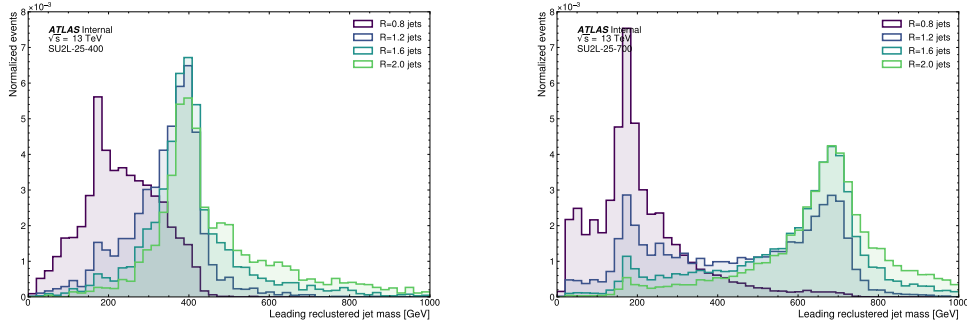 ×10⁻³
Normalized events
8
7
6
5
4
3
2
1
0
ATLAS Internal
√s = 13 TeV
SU2L-25-400
R=0.8 jets
R=1.2 jets
R=1.6 jets
R=2.0 jets
0 200 400 600 800 1000
Leading reclustered jet mass [GeV]
×10⁻³
Normalized events
8
7
6
5
4
3
2
1
0
ATLAS Internal
√s = 13 TeV
SU2L-25-700
R=0.8 jets
R=1.2 jets
R=1.6 jets
R=2.0 jets
0 200 400 600 800 1000
Leading reclustered jet mass [GeV]